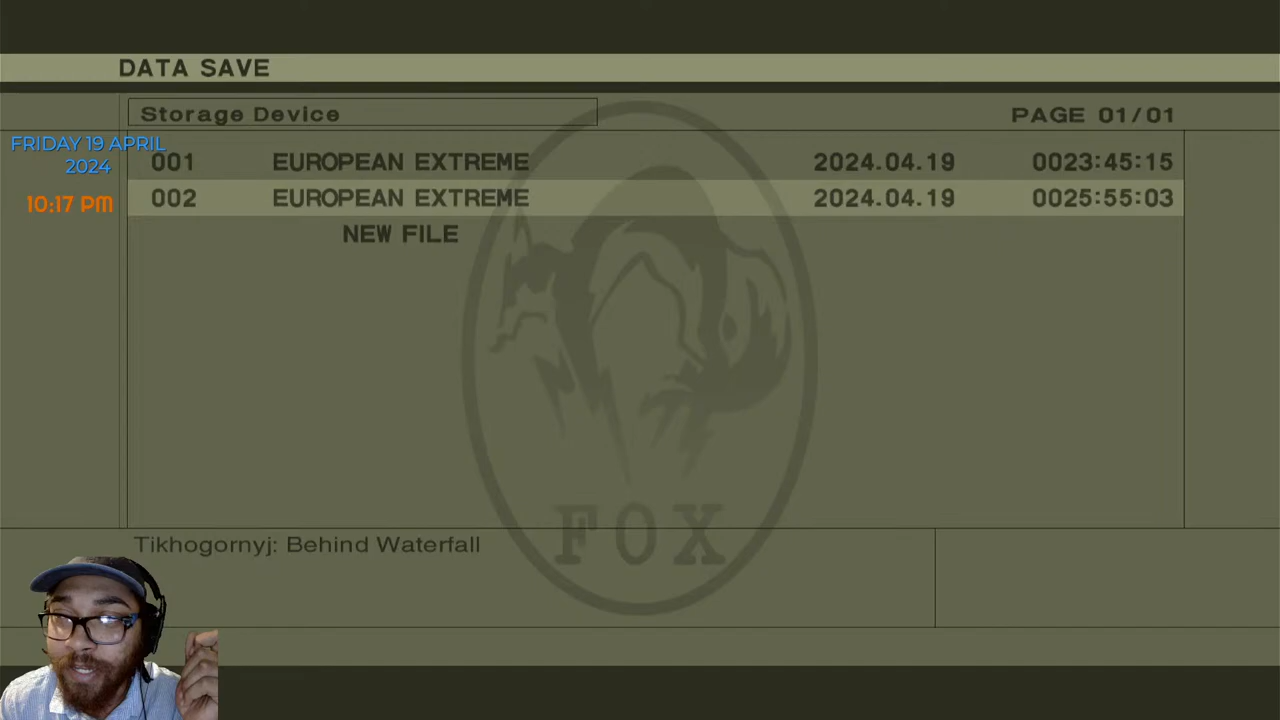 DATA SAVE
Storage Device
PAGE 01/01
FRIDAY 19 APRIL
2024
10:17 PM
001 EUROPEAN EXTREME 2024.04.19 0023:45:15
002 EUROPEAN EXTREME 2024.04.19 0025:55:03
NEW FILE
FOX
Tikhogornyj: Behind Waterfall